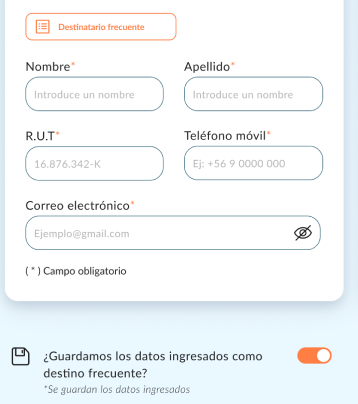 Destinatario frecuente
Nombre* Apellido*
Introduce un nombre Introduce un nombre
R.U.T* Teléfono móvil*
16.876.342-K Ej: +56 9 0000 000
Correo electrónico*
Ejemplo@gmail.com
( * ) Campo obligatorio
¿Guardamos los datos ingresados como
destino frecuente?
*Se guardan los datos ingresados